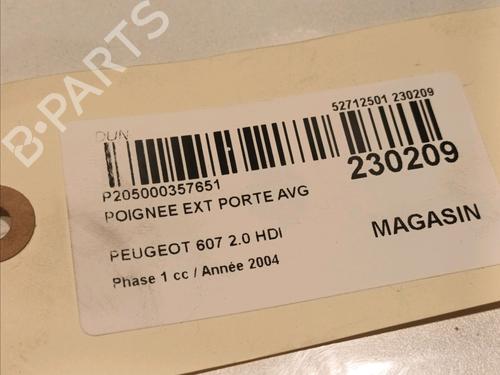 B-PARTS
52712501 230209
DUN
P205000357651
230209
POIGNEE EXT PORTE AVG
MAGASIN
PEUGEOT 607 2.0 HDI
Phase 1 cc / Année 2004